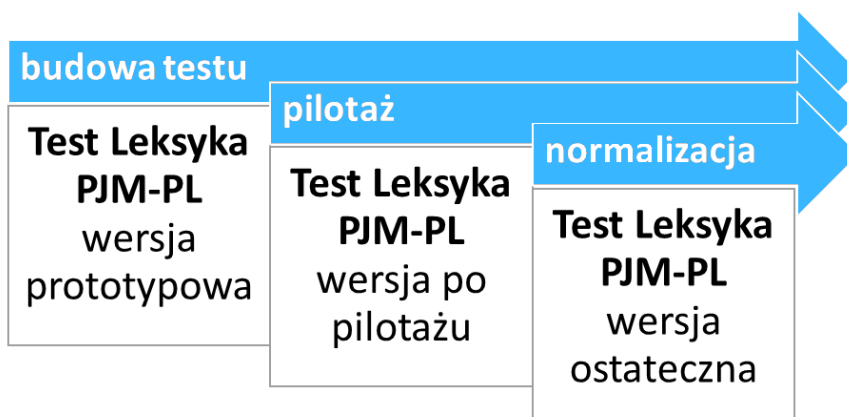 budowa testu
Test Leksyka
PJM-PL
wersja
prototypowa
pilotaż
Test Leksyka
PJM-PL
wersja po
pilotażu
normalizacja
Test Leksyka
PJM-PL
wersja
ostateczna